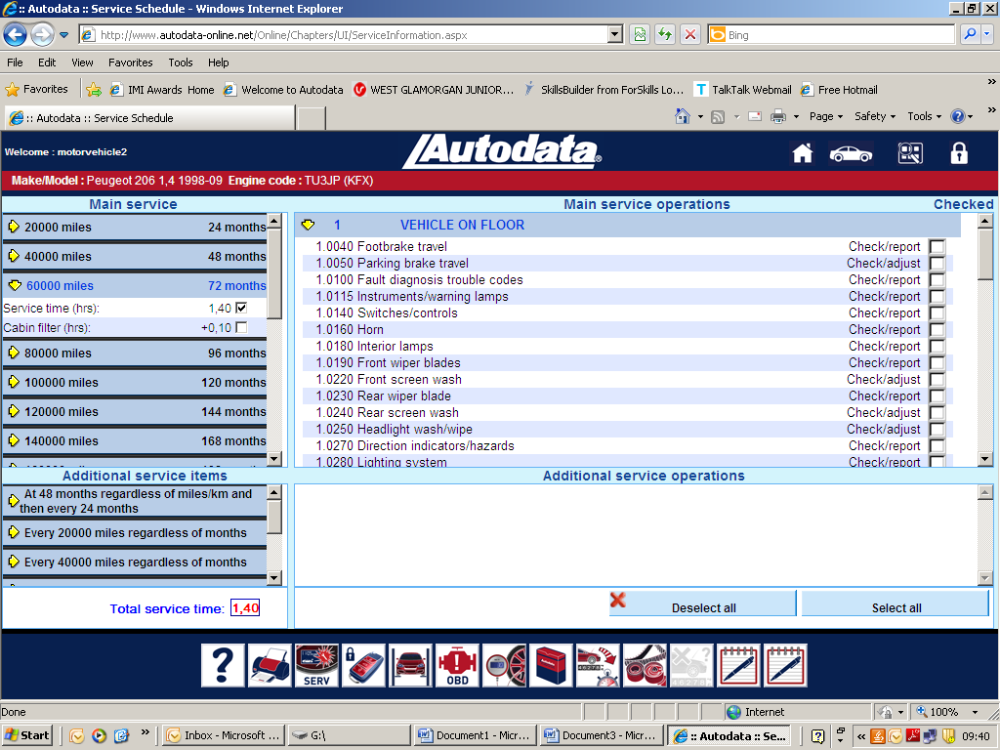 :: Autodata :: Service Schedule - Windows Internet Explorer
http://www.autodata-online.net/Online/Chapters/UI/ServiceInformation.aspx
Bing
File Edit View Favorites Tools Help
Favorites IMI Awards Home Welcome to Autodata WEST GLAMORGAN JUNIOR... SkillsBuilder from ForSkills Lo... TalkTalk Webmail Free Hotmail
:: Autodata :: Service Schedule
Page Safety Tools
Welcome : motorvehicle2
Autodata
Make/Model : Peugeot 206 1,4 1998-09 Engine code : TU3JP (KFX)
Main service
20000 miles 24 months
40000 miles 48 months
60000 miles 72 months
Service time (hrs): 1,40
Cabin filter (hrs): +0,10
80000 miles 96 months
100000 miles 120 months
120000 miles 144 months
140000 miles 168 months
Main service operations Checked
1 VEHICLE ON FLOOR
1.0040 Footbrake travel Check/report
1.0050 Parking brake travel Check/adjust
1.0100 Fault diagnosis trouble codes Check/report
1.0115 Instruments/warning lamps Check/report
1.0140 Switches/controls Check/report
1.0160 Horn Check/report
1.0180 Interior lamps Check/report
1.0190 Front wiper blades Check/report
1.0220 Front screen wash Check/adjust
1.0230 Rear wiper blade Check/report
1.0240 Rear screen wash Check/adjust
1.0250 Headlight wash/wipe Check/adjust
1.0270 Direction indicators/hazards Check/report
1.0280 Lighting system Check/report
Additional service items
At 48 months regardless of miles/km and
then every 24 months
Every 20000 miles regardless of months
Every 40000 miles regardless of months
Total service time: 1,40
Additional service operations
Deselect all Select all
SERV OBD
Done Internet 100%
Start Inbox - Microsoft ... G:\ Document1 - Micr... Document3 - Micr... :: Autodata :: Se... 09:40